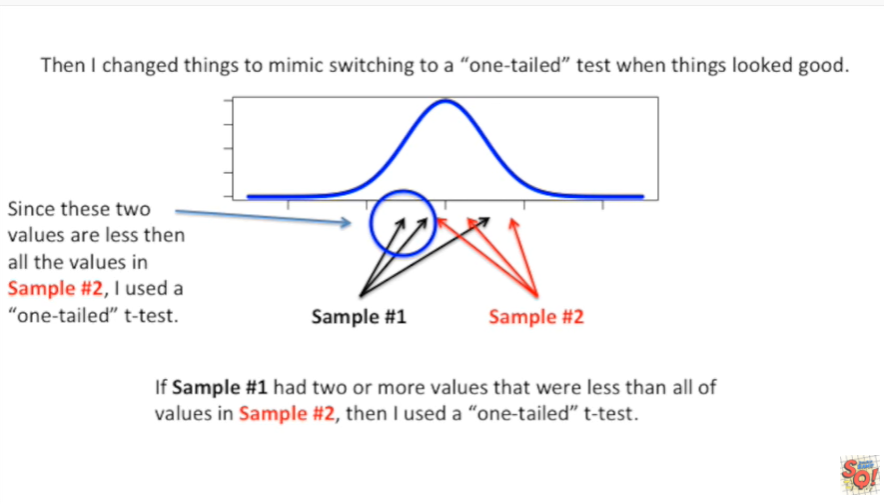 Then I changed things to mimic switching to a “one-tailed” test when things looked good.
Since these two
values are less then
all the values in
Sample #2, I used a
“one-tailed” t-test.
Sample #1
Sample #2
If Sample #1 had two or more values that were less than all of
values in Sample #2, then I used a “one-tailed” t-test.
SO!